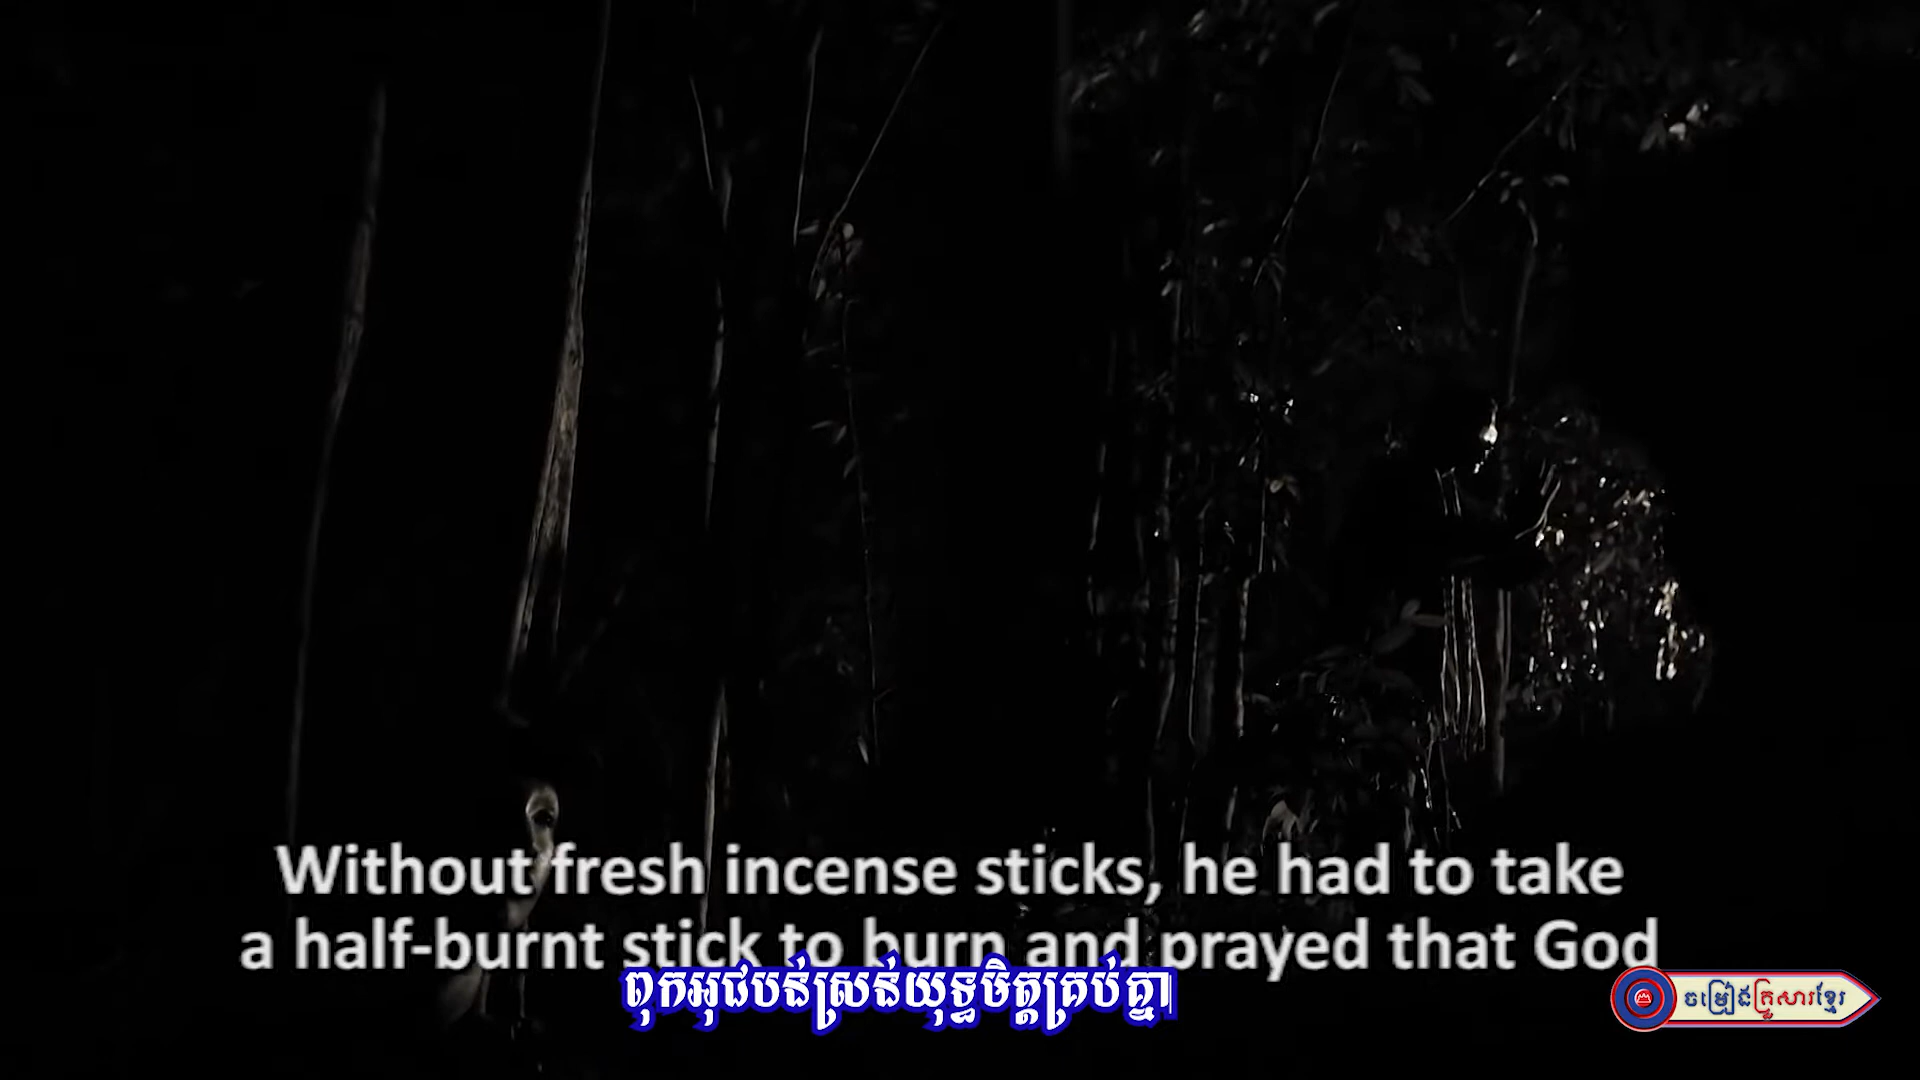 Without fresh incense sticks, he had to take
a half-burnt stick to burn and prayed that God
ពុកអុជបន់ស្រន់យុទ្ធមិត្តគ្រប់គ្នា
ចម្រៀងគ្រួសារខ្មែរ